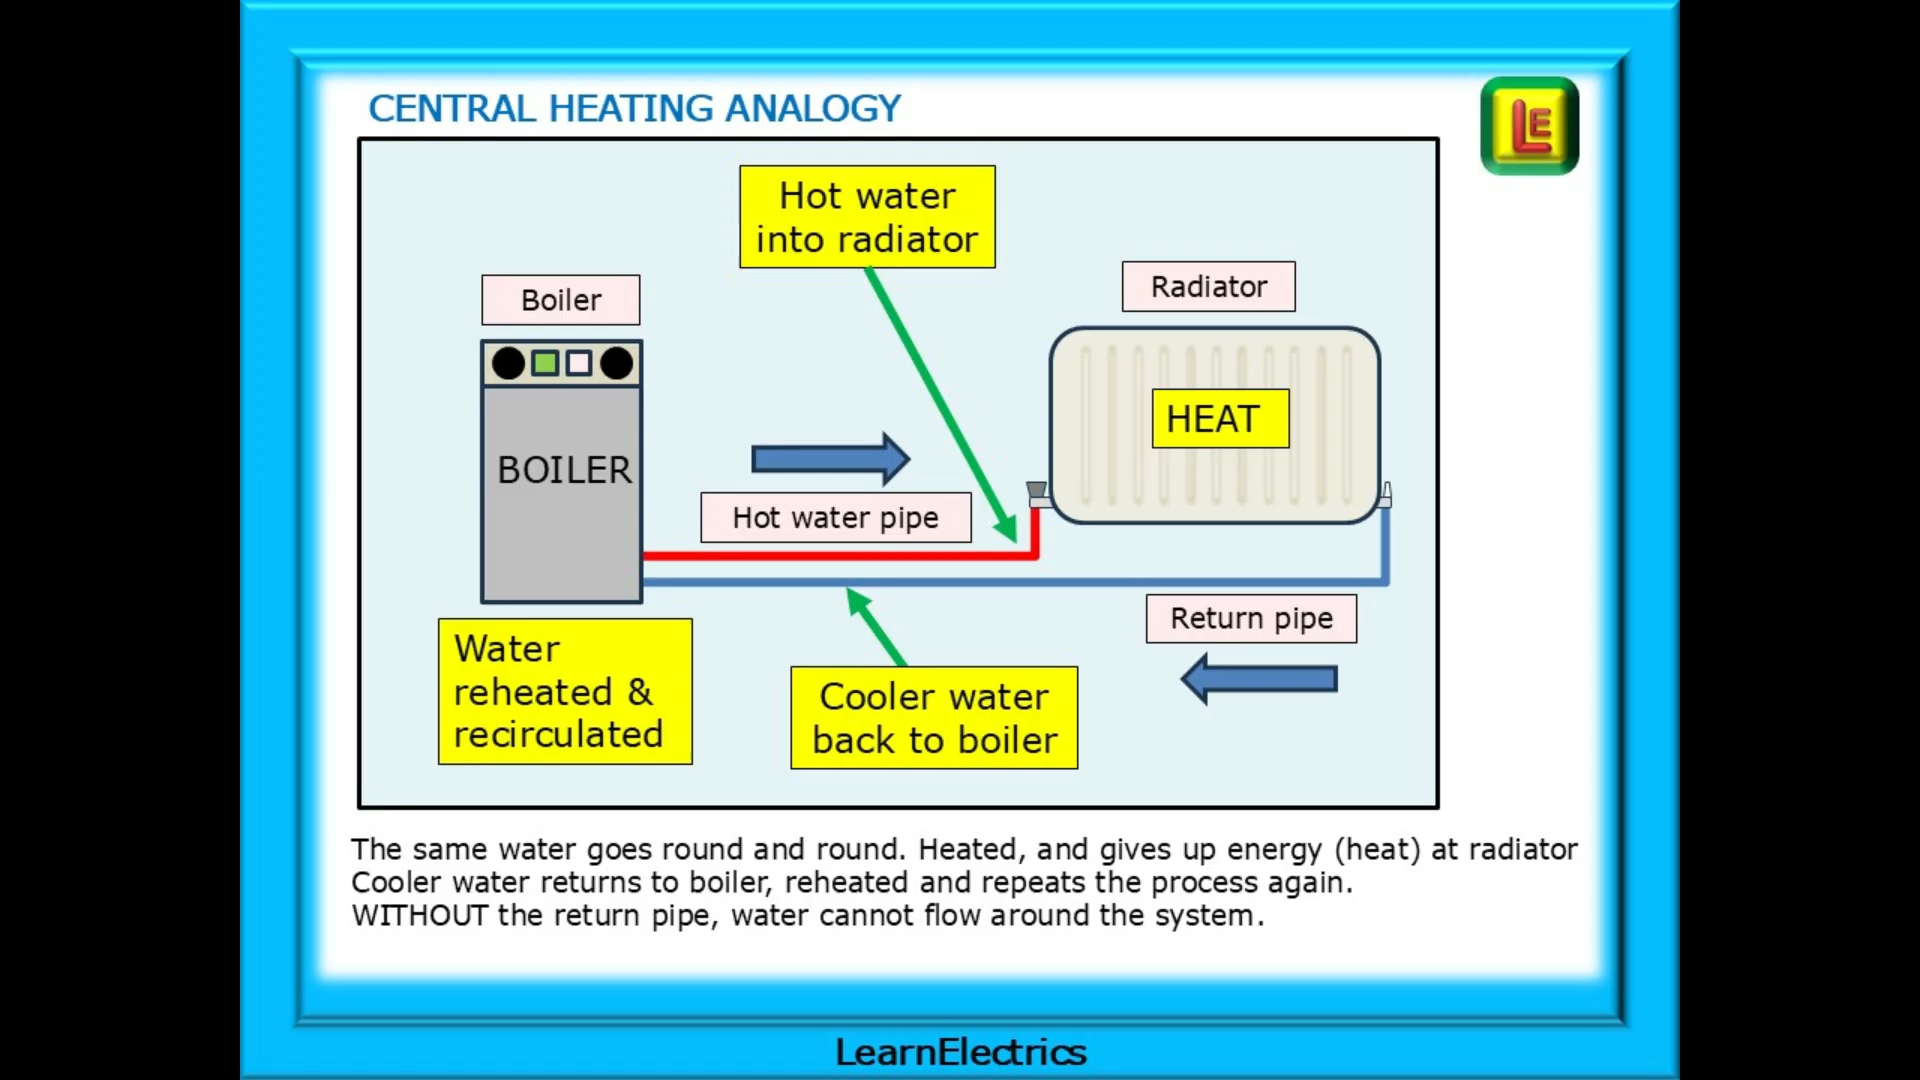 CENTRAL HEATING ANALOGY
LE
Hot water
into radiator
Boiler
Radiator
HEAT
BOILER
Hot water pipe
Return pipe
Water
reheated &
recirculated
Cooler water
back to boiler
The same water goes round and round. Heated, and gives up energy (heat) at radiator
Cooler water returns to boiler, reheated and repeats the process again.
WITHOUT the return pipe, water cannot flow around the system.
LearnElectrics